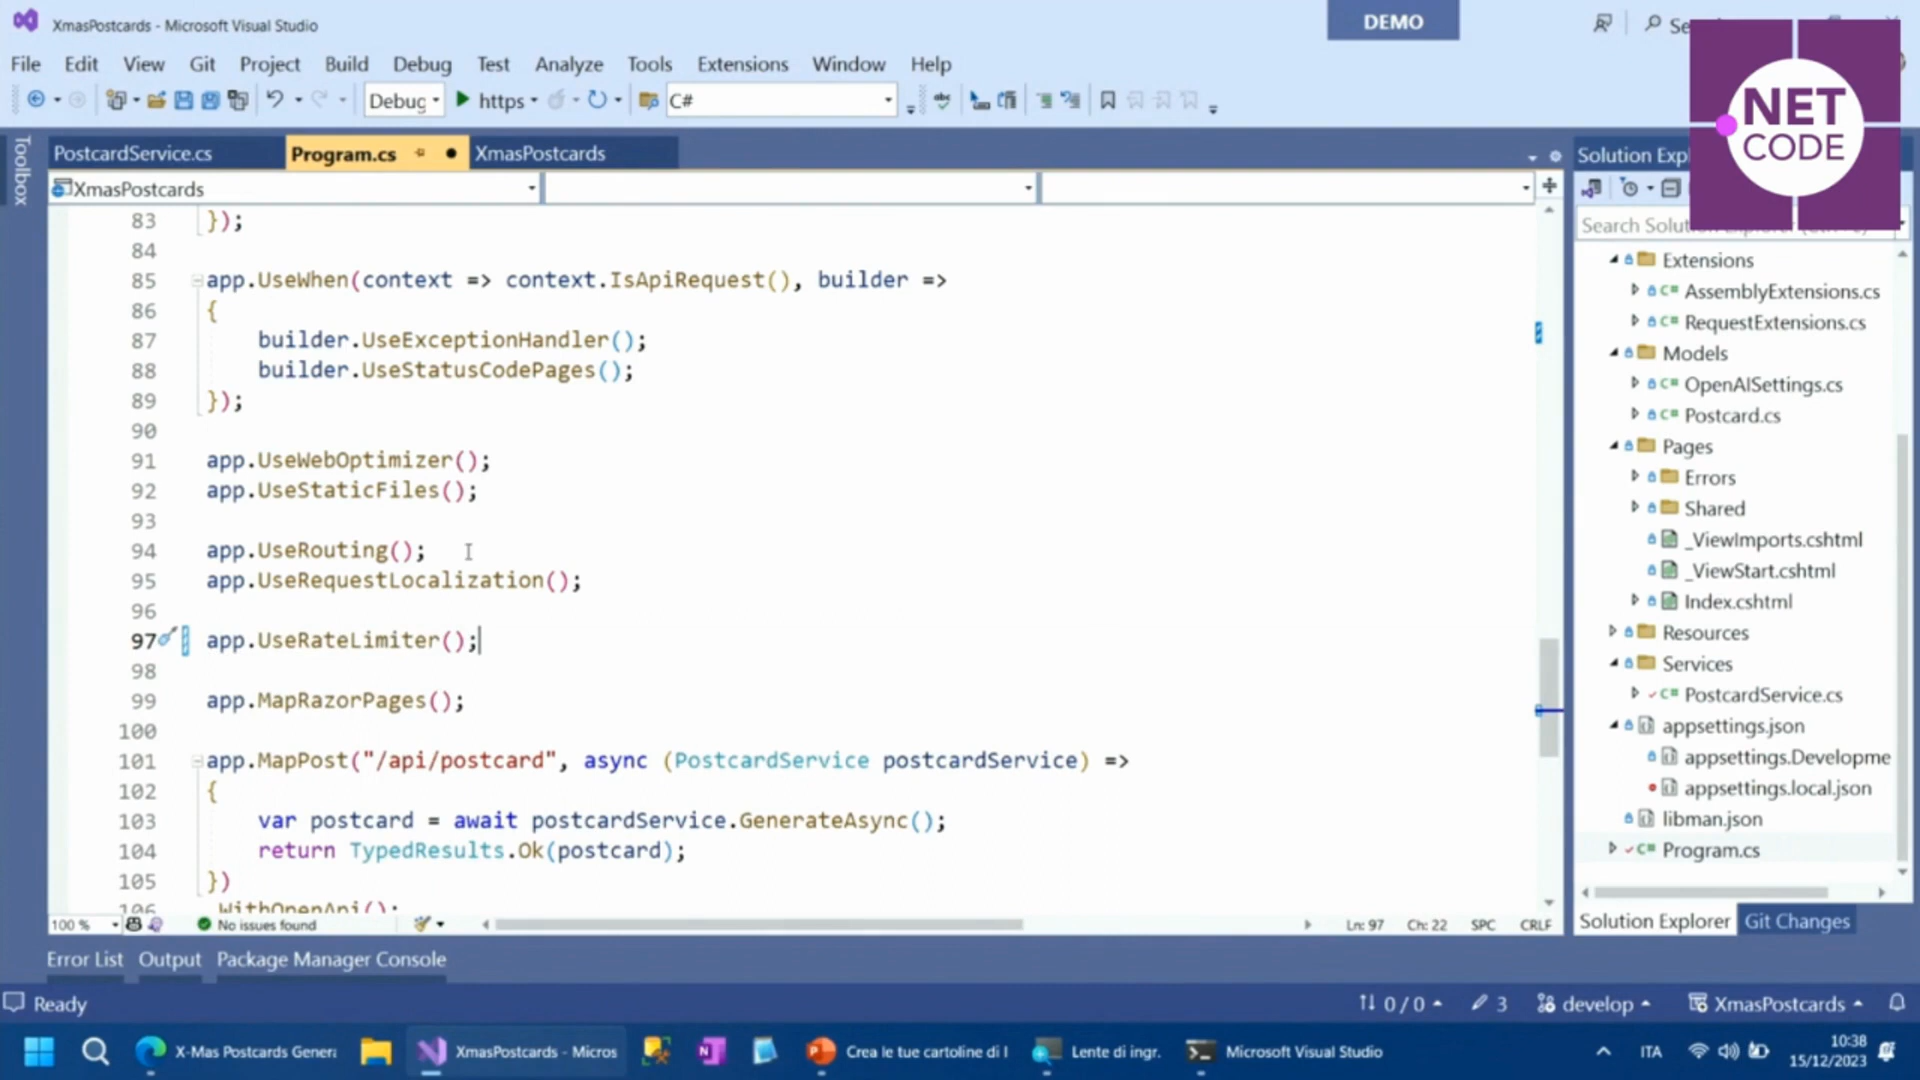 XmasPostcards - Microsoft Visual Studio
DEMO
File Edit View Git Project Build Debug Test Analyze Tools Extensions Window Help
Debug https C#
.NET
CODE
Toolbox
PostcardService.cs Program.cs XmasPostcards
XmasPostcards
83 });
84
85 app.UseWhen(context => context.IsApiRequest(), builder =>
86 {
87 builder.UseExceptionHandler();
88 builder.UseStatusCodePages();
89 });
90
91 app.UseWebOptimizer();
92 app.UseStaticFiles();
93
94 app.UseRouting();
95 app.UseRequestLocalization();
96
97 app.UseRateLimiter();
98
99 app.MapRazorPages();
100
101 app.MapPost("/api/postcard", async (PostcardService postcardService) =>
102 {
103 var postcard = await postcardService.GenerateAsync();
104 return TypedResults.Ok(postcard);
105 })
106 .WithOpenApi();
100 % No issues found Ln: 97 Ch: 22 SPC CRLF
Solution Expl
Search Solu
Extensions
AssemblyExtensions.cs
RequestExtensions.cs
Models
OpenAISettings.cs
Postcard.cs
Pages
Errors
Shared
_ViewImports.cshtml
_ViewStart.cshtml
Index.cshtml
Resources
Services
PostcardService.cs
appsettings.json
appsettings.Developme
appsettings.local.json
libman.json
Program.cs
Solution Explorer Git Changes
Error List Output Package Manager Console
Ready 0 / 0 3 develop XmasPostcards
X-Mas Postcards Genera XmasPostcards - Micros Crea le tue cartoline di I Lente di ingr. Microsoft Visual Studio ITA 10:38
15/12/2023